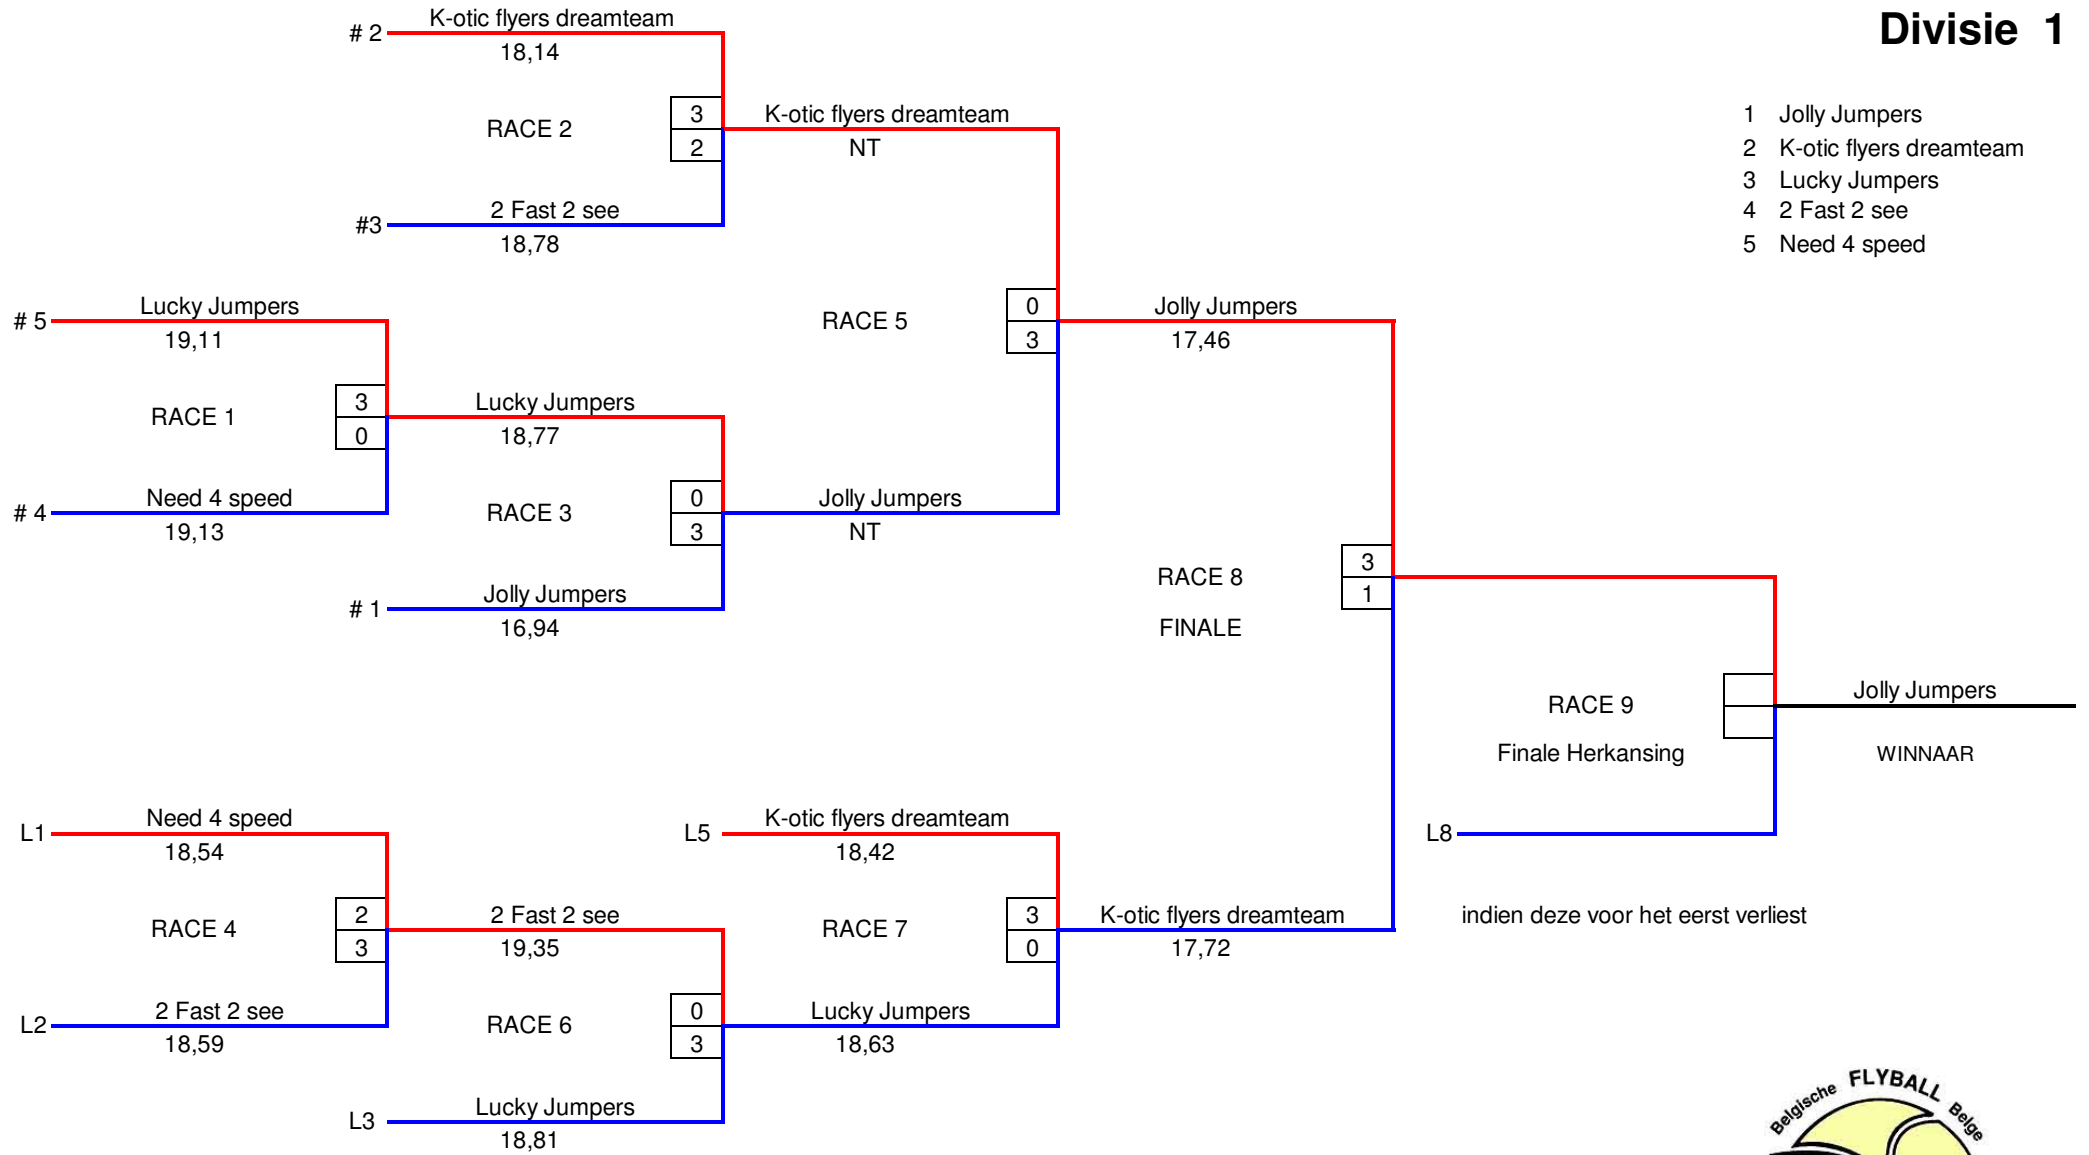 Divisie 1
1 Jolly Jumpers
2 K-otic flyers dreamteam
3 Lucky Jumpers
4 2 Fast 2 see
5 Need 4 speed
# 2
K-otic flyers dreamteam
18,14
RACE 2
3
2
K-otic flyers dreamteam
NT
#3
2 Fast 2 see
18,78
# 5
Lucky Jumpers
19,11
RACE 5
0
3
Jolly Jumpers
17,46
RACE 1
3
0
Lucky Jumpers
18,77
# 4
Need 4 speed
19,13
RACE 3
0
3
Jolly Jumpers
NT
# 1
Jolly Jumpers
16,94
RACE 8
FINALE
3
1
RACE 9
Finale Herkansing
Jolly Jumpers
WINNAAR
L1
Need 4 speed
18,54
L5
K-otic flyers dreamteam
18,42
L8
RACE 4
2
3
2 Fast 2 see
19,35
RACE 7
3
0
K-otic flyers dreamteam
17,72
indien deze voor het eerst verliest
L2
2 Fast 2 see
18,59
RACE 6
0
3
Lucky Jumpers
18,63
L3
Lucky Jumpers
18,81
Belgische FLYBALL Belge